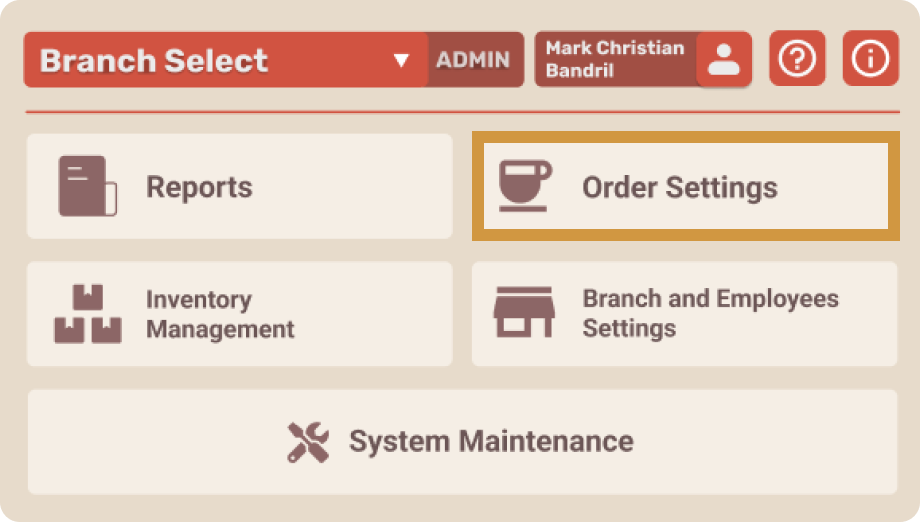 Branch Select ▼ ADMIN
Mark Christian
Bandril
Reports
Order Settings
Inventory
Management
Branch and Employees
Settings
System Maintenance